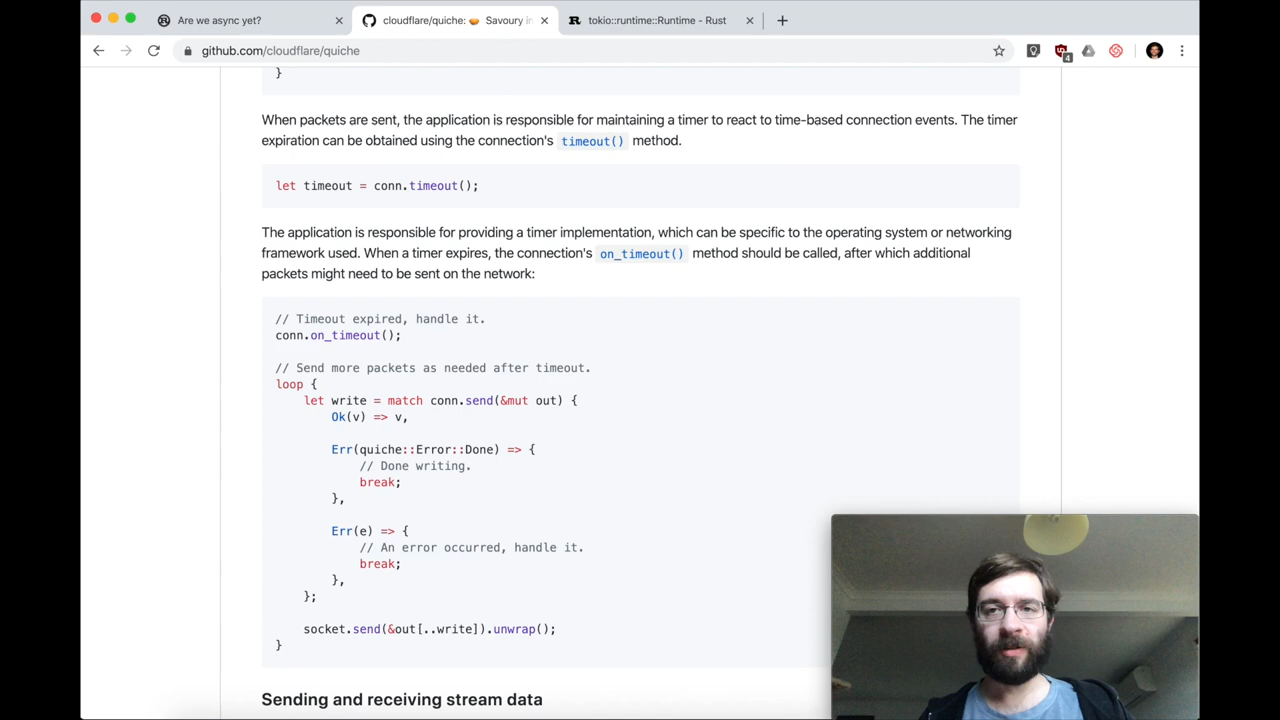 Are we async yet?
cloudflare/quiche: 🥧 Savoury in
tokio::runtime::Runtime - Rust
github.com/cloudflare/quiche
4
}
When packets are sent, the application is responsible for maintaining a timer to react to time-based connection events. The timer
expiration can be obtained using the connection's timeout() method.
let timeout = conn.timeout();
The application is responsible for providing a timer implementation, which can be specific to the operating system or networking
framework used. When a timer expires, the connection's on_timeout() method should be called, after which additional
packets might need to be sent on the network:
// Timeout expired, handle it.
conn.on_timeout();
// Send more packets as needed after timeout.
loop {
let write = match conn.send(&mut out) {
Ok(v) => v,
Err(quiche::Error::Done) => {
// Done writing.
break;
},
Err(e) => {
// An error occurred, handle it.
break;
},
};
socket.send(&out[..write]).unwrap();
}
Sending and receiving stream data